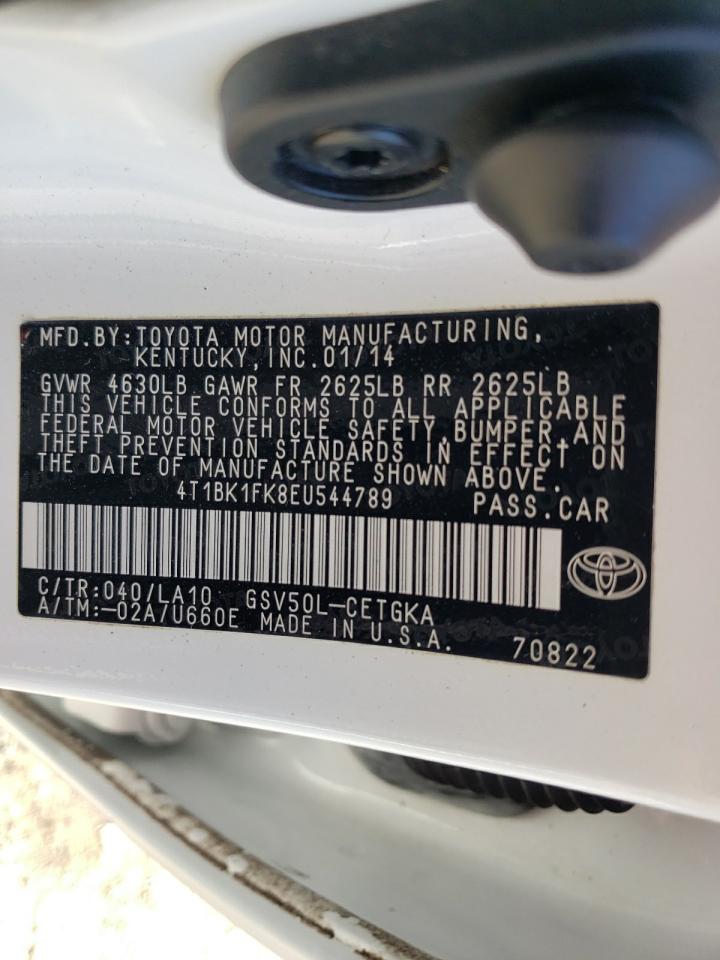 MFD.BY:TOYOTA MOTOR MANUFACTURING,
KENTUCKY,INC.01/14
GVWR 4630LB GAWR FR 2625LB RR 2625LB
THIS VEHICLE CONFORMS TO ALL APPLICABLE
FEDERAL MOTOR VEHICLE SAFETY,BUMPER,AND
THEFT PREVENTION STANDARDS IN EFFECT ON
THE DATE OF MANUFACTURE SHOWN ABOVE.
4T1BK1FK8EU544789 PASS.CAR
C/TR:040/LA10 GSV50L-CETGKA
A/TM:-02A/U660E MADE IN U.S.A. 70822